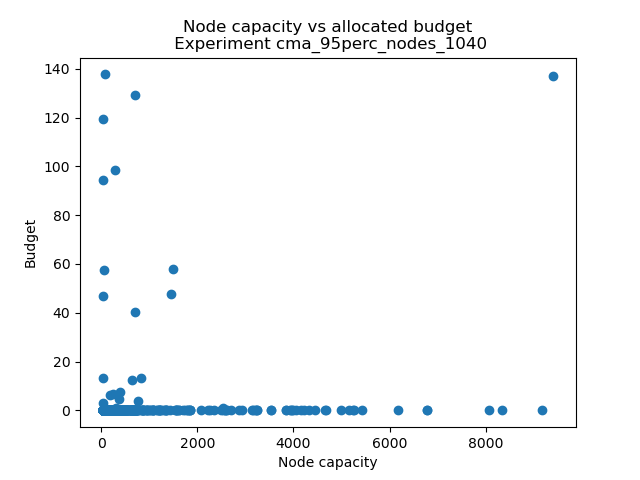 Node capacity vs allocated budget
Experiment cma_95perc_nodes_1040
140
120
100
80
60
40
20
0
Budget
0 2000 4000 6000 8000
Node capacity